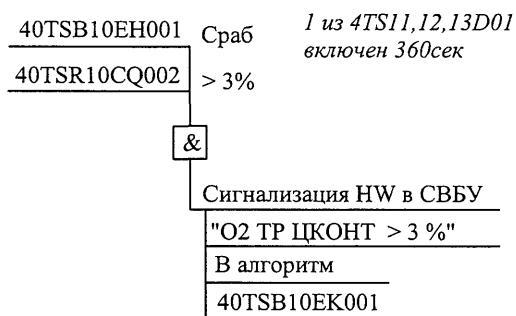 40TSB10EH001 Сраб 1 из 4TS11,12,13D01
включен 360сек
40TSR10CQ002 > 3%
&
Сигнализация HW в СВБУ
"О2 ТР ЦКОНТ > 3 %"
В алгоритм
40TSB10EK001